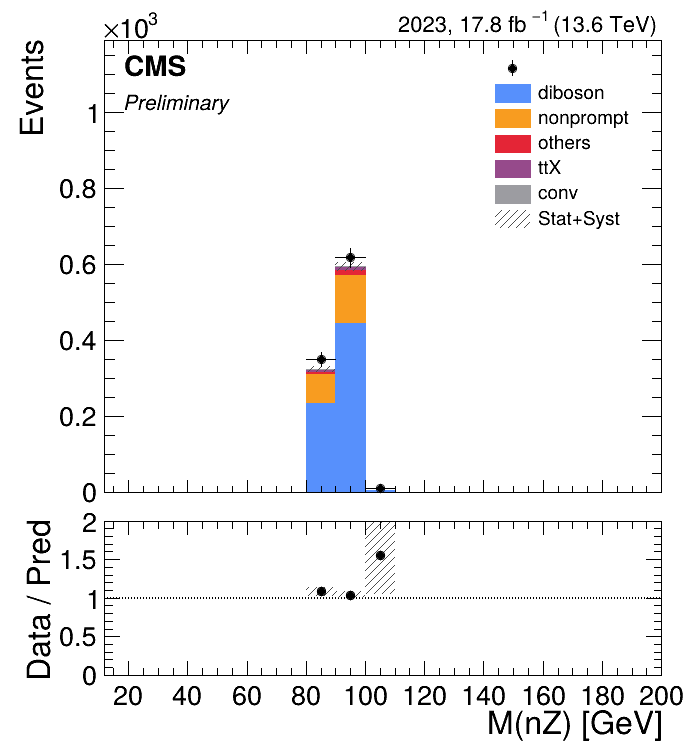 ×10³
2023, 17.8 fb⁻¹ (13.6 TeV)
CMS
Preliminary
Events
diboson
nonprompt
others
ttX
conv
Stat+Syst
1
0.8
0.6
0.4
0.2
0
Data / Pred
2
1.5
1
0.5
0
20 40 60 80 100 120 140 160 180 200
M(nZ) [GeV]